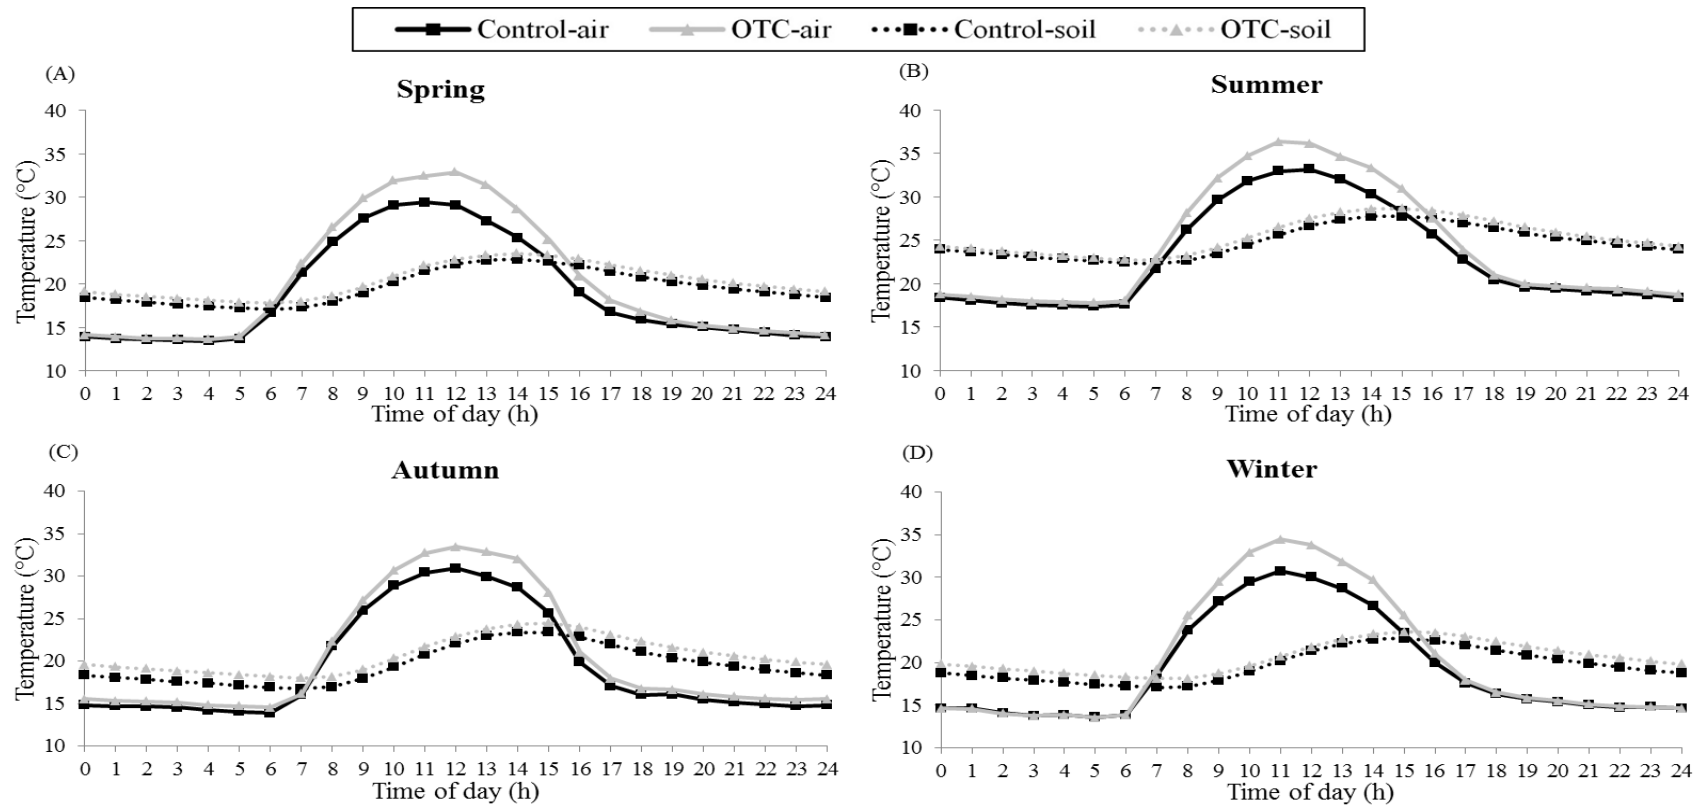 Control-air OTC-air Control-soil OTC-soil
(A)
Spring
40
35
30
25
20
15
10
Temperature (°C)
0 1 2 3 4 5 6 7 8 9 10 11 12 13 14 15 16 17 18 19 20 21 22 23 24
Time of day (h)
(B)
Summer
40
35
30
25
20
15
10
Temperature (°C)
0 1 2 3 4 5 6 7 8 9 10 11 12 13 14 15 16 17 18 19 20 21 22 23 24
Time of day (h)
(C)
Autumn
40
35
30
25
20
15
10
Temperature (°C)
0 1 2 3 4 5 6 7 8 9 10 11 12 13 14 15 16 17 18 19 20 21 22 23 24
Time of day (h)
(D)
Winter
40
35
30
25
20
15
10
Temperature (°C)
0 1 2 3 4 5 6 7 8 9 10 11 12 13 14 15 16 17 18 19 20 21 22 23 24
Time of day (h)